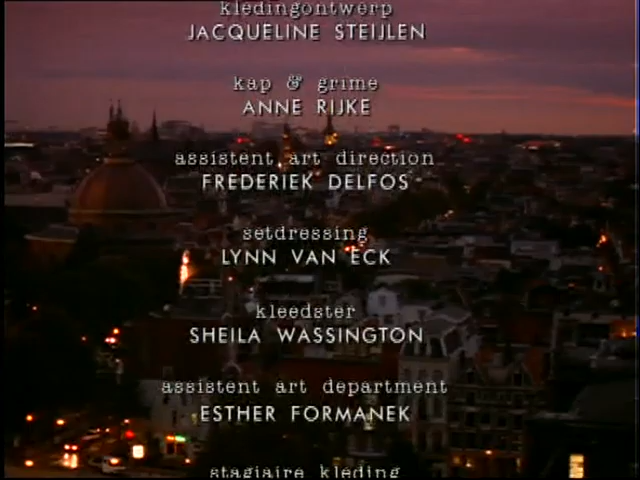 kledingontwerp
JACQUELINE STEIJLEN
kap & grime
ANNE RIJKE
assistent art direction
FREDERIEK DELFOS
setdressing
LYNN VAN ECK
kleedster
SHEILA WASSINGTON
assistent art department
ESTHER FORMANEK
stagiaire kleding